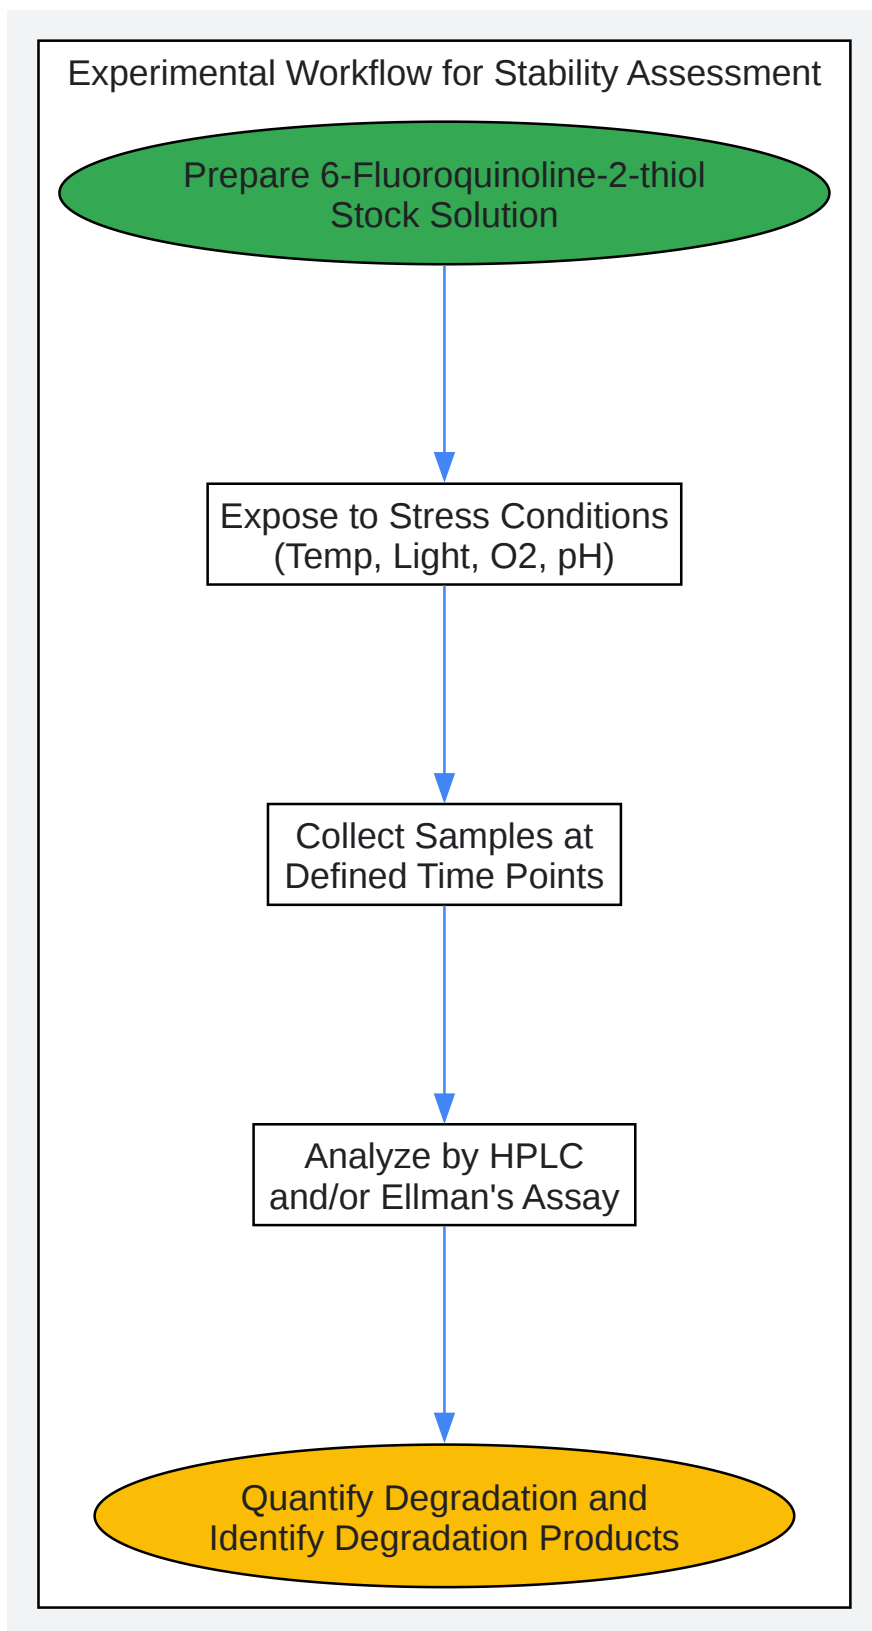 Experimental Workflow for Stability Assessment
Prepare 6-Fluoroquinoline-2-thiol
Stock Solution
Expose to Stress Conditions
(Temp, Light, O2, pH)
Collect Samples at
Defined Time Points
Analyze by HPLC
and/or Ellman's Assay
Quantify Degradation and
Identify Degradation Products